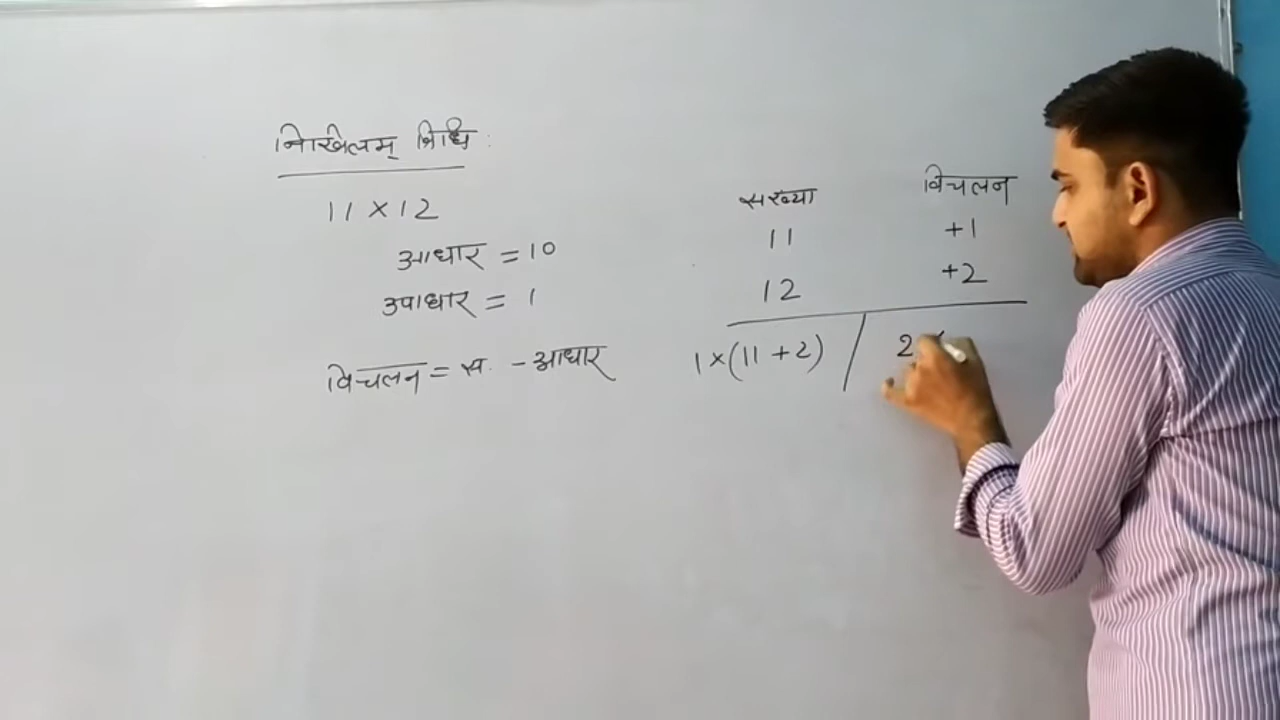 निखिलम् विधि :
11 × 12
आधार = 10
उपाधार = 1
विचलन = सं. - आधार
संख्या विचलन
11 +1
12 +2
1 × (11 + 2) / 2